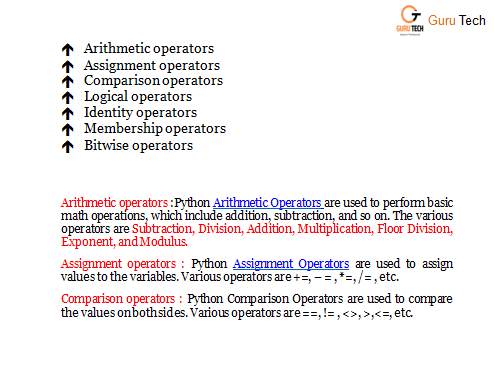 GURU TECH
Guru Tech
Arithmetic operators
Assignment operators
Comparison operators
Logical operators
Identity operators
Membership operators
Bitwise operators
Arithmetic operators :Python Arithmetic Operators are used to perform basic
math operations, which include addition, subtraction, and so on. The various
operators are Subtraction, Division, Addition, Multiplication, Floor Division,
Exponent, and Modulus.
Assignment operators : Python Assignment Operators are used to assign
values to the variables. Various operators are +=, – = , *=, /= , etc.
Comparison operators : Python Comparison Operators are used to compare
the values on both sides. Various operators are ==, != , <>, >,<=, etc.